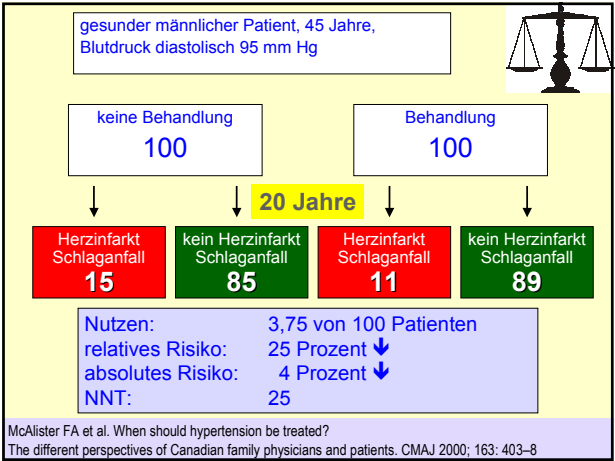 gesunder männlicher Patient, 45 Jahre,
Blutdruck diastolisch 95 mm Hg
keine Behandlung
100
Behandlung
100
20 Jahre
Herzinfarkt
Schlaganfall
15
kein Herzinfarkt
Schlaganfall
85
Herzinfarkt
Schlaganfall
11
kein Herzinfarkt
Schlaganfall
89
Nutzen: 3,75 von 100 Patienten
relatives Risiko: 25 Prozent 🡻
absolutes Risiko: 4 Prozent 🡻
NNT: 25
McAlister FA et al. When should hypertension be treated?
The different perspectives of Canadian family physicians and patients. CMAJ 2000; 163: 403–8